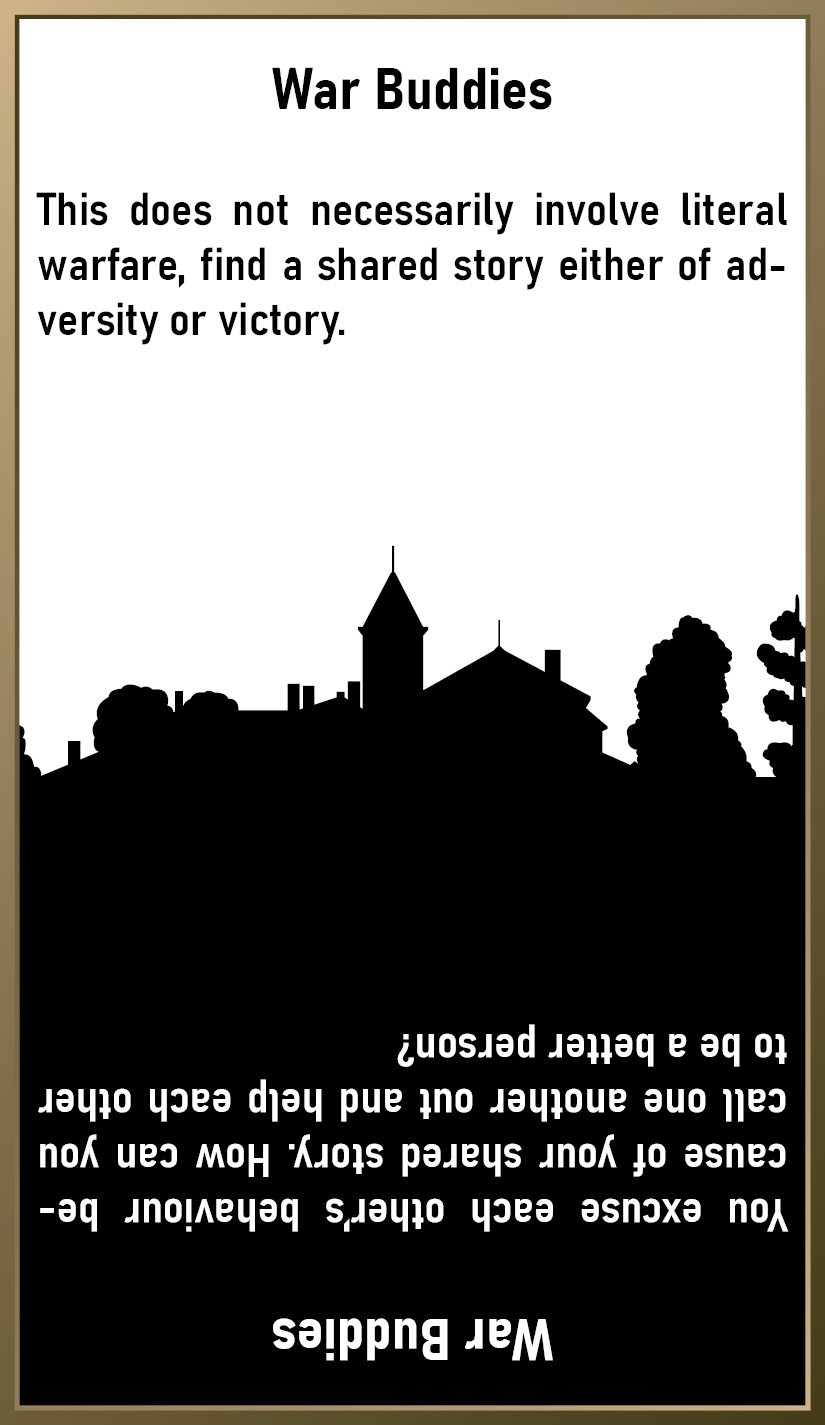 War Buddies
This does not necessarily involve literal
warfare, find a shared story either of ad-
versity or victory.
War Buddies
You excuse each other's behaviour be-
cause of your shared story. How can you
call one another out and help each other
to be a better person?